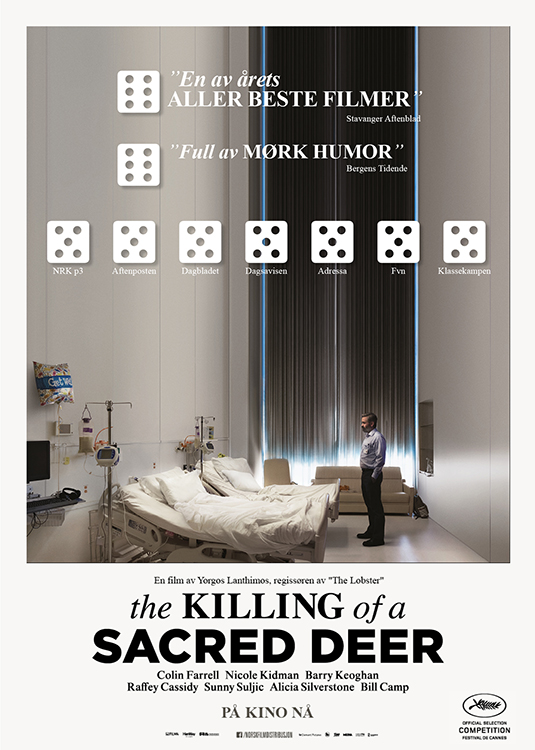 ”En av årets
ALLER BESTE FILMER”
Stavanger Aftenblad
”Full av MØRK HUMOR”
Bergens Tidende
NRK p3 Aftenposten Dagbladet Dagsavisen Adressa Fvn Klassekampen
Get w
En film av Yorgos Lanthimos, regissøren av "The Lobster"
the KILLING of a
SACRED DEER
Colin Farrell Nicole Kidman Barry Keoghan
Raffey Cassidy Sunny Suljic Alicia Silverstone Bill Camp
PÅ KINO NÅ
/NORSKFILMDISTRIBUSJON
OFFICIAL SELECTION
COMPETITION
FESTIVAL DE CANNES